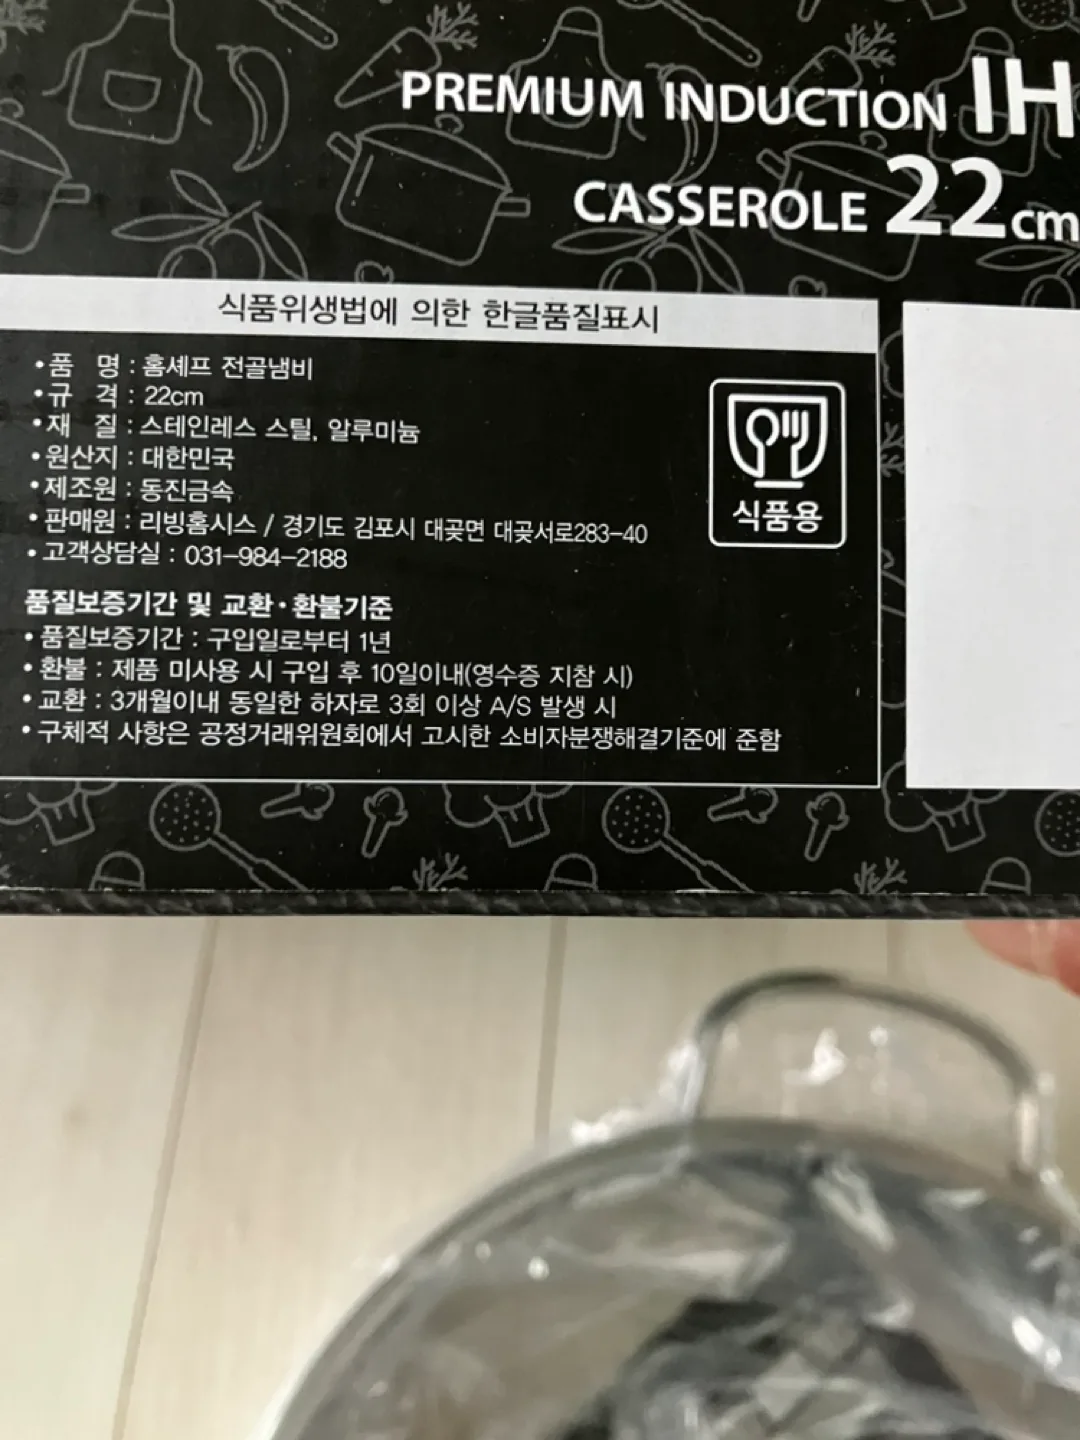 PREMIUM INDUCTION IH
CASSEROLE 22cm
식품위생법에 의한 한글품질표시
•품 명 : 홈셰프 전골냄비
•규 격 : 22cm
•재 질 : 스테인레스 스틸, 알루미늄
•원산지 : 대한민국
•제조원 : 동진금속
•판매원 : 리빙홈시스 / 경기도 김포시 대곶면 대곶서로283-40
•고객상담실 : 031-984-2188
식품용
품질보증기간 및 교환·환불기준
•품질보증기간 : 구입일로부터 1년
•환불 : 제품 미사용 시 구입 후 10일이내(영수증 지참 시)
•교환 : 3개월이내 동일한 하자로 3회 이상 A/S 발생 시
•구체적 사항은 공정거래위원회에서 고시한 소비자분쟁해결기준에 준함